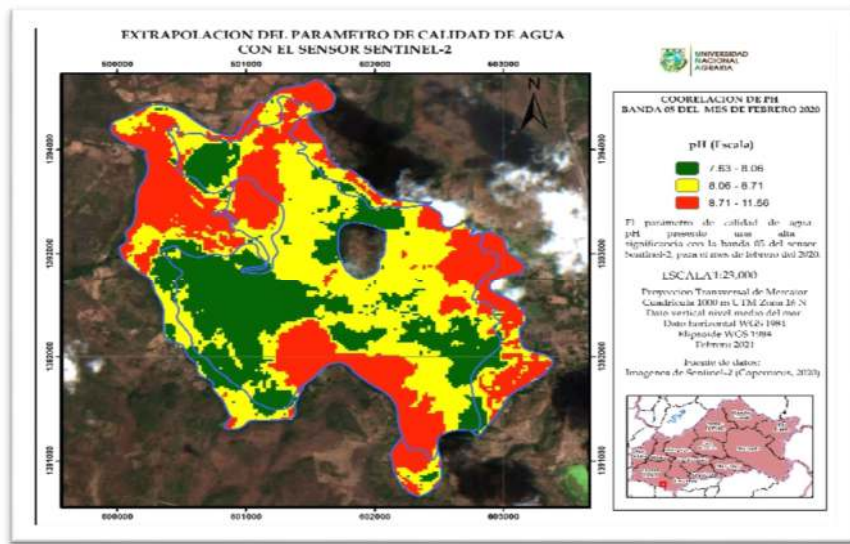 EXTRAPOLACION DEL PARAMETRO DE CALIDAD DE AGUA
CON EL SENSOR SENTINEL-2
600000 601000 602000 603000
N
1394000
1393000
1392000
1391000
600000 601000 602000 603000
UNIVERSIDAD
NACIONAL
AGRARIA
COORELACION DE PH
BANDA 05 DEL MES DE FEBRERO 2020
pH (Escala)
7.63 - 8.06
8.06 - 8.71
8.71 - 11.56
El parámetro de calidad de agua
pH presento una alta
significancia con la banda 05 del sensor
Sentinel-2, para el mes de febrero del 2020.
ESCALA 1:23,000
Proyeccion Transversal de Mercator
Cuadricula 1000 m UTM Zona 16 N
Dato vertical nivel medio del mar
Dato horizontal WGS 1984
Elipsoide WGS 1984
Febrero 2021
Fuente de datos:
Imagenes de Sentinel-2 (Copernicus, 2020)